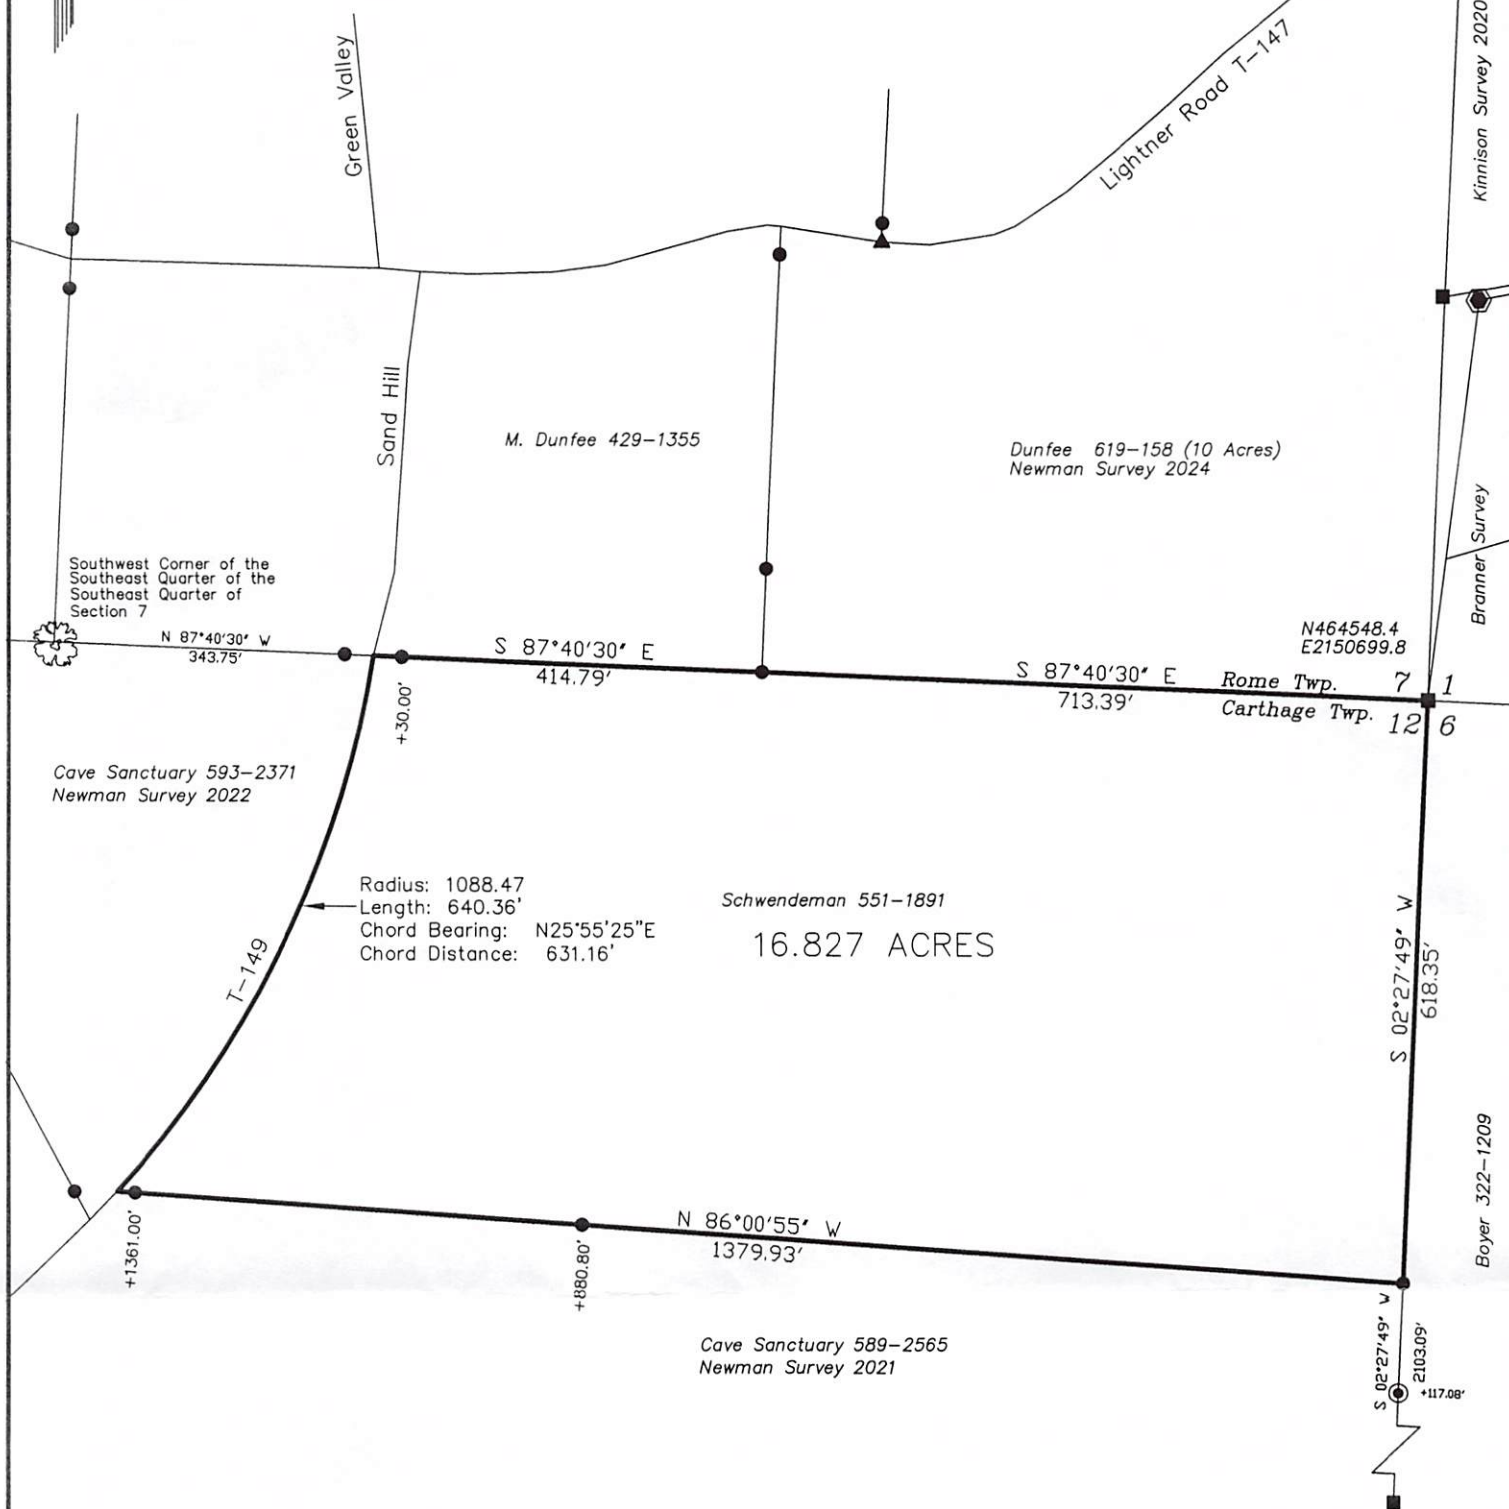 Kinnison Survey 2020
Green Valley
Lightner Road T-147
Sand Hill
M. Dunfee 429-1355
Dunfee 619-158 (10 Acres)
Newman Survey 2024
Branner Survey
Southwest Corner of the
Southeast Quarter of the
Southeast Quarter of
Section 7
N 87°40'30" W
343.75'
S 87°40'30" E
414.79'
+30.00'
S 87°40'30" E
713.39'
N464548.4
E2150699.8
Rome Twp.
Carthage Twp.
7 1
12 6
Cave Sanctuary 593-2371
Newman Survey 2022
Radius: 1088.47
Length: 640.36'
Chord Bearing: N25°55'25"E
Chord Distance: 631.16'
T-149
Schwendeman 551-1891
16.827 ACRES
S 02°27'49" W
618.35'
Boyer 322-1209
+1361.00'
+880.80'
N 86°00'55" W
1379.93'
Cave Sanctuary 589-2565
Newman Survey 2021
S 02°27'49" W
2103.09'
+117.08'